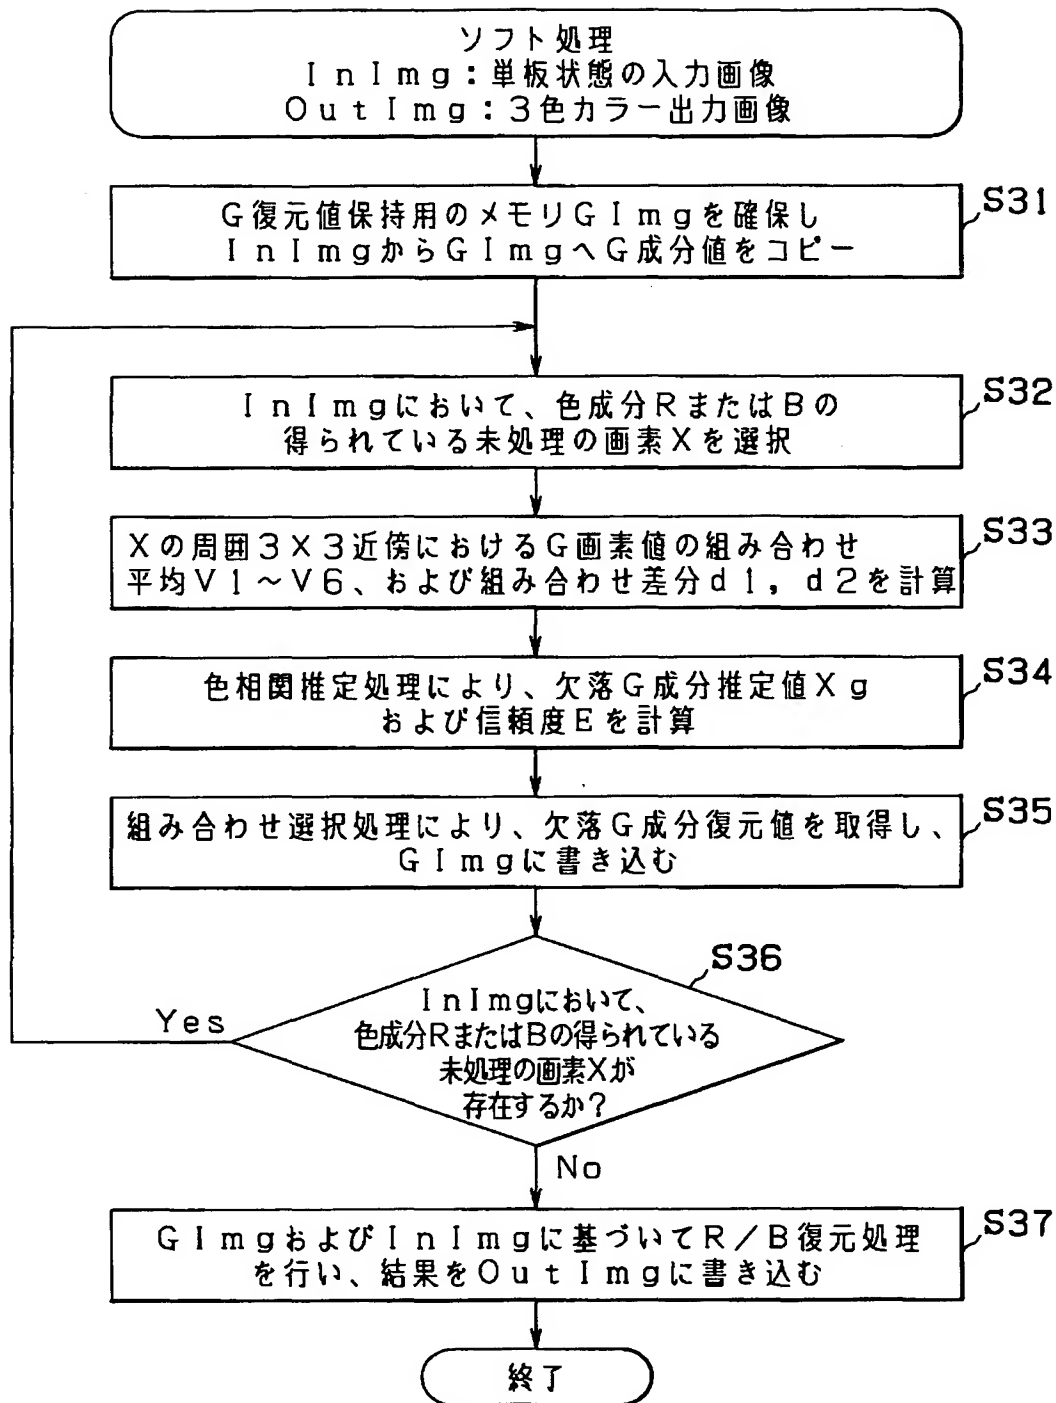 ソフト処理
InImg：単板状態の入力画像
OutImg：3色カラー出力画像
S31
G復元値保持用のメモリGImgを確保し
InImgからGImgへG成分値をコピー
S32
InImgにおいて、色成分RまたはBの
得られている未処理の画素Xを選択
S33
Xの周囲3×3近傍におけるG画素値の組み合わせ
平均V1～V6、および組み合わせ差分d1，d2を計算
S34
色相関推定処理により、欠落G成分推定値Xg
および信頼度Eを計算
S35
組み合わせ選択処理により、欠落G成分復元値を取得し、
GImgに書き込む
S36
InImgにおいて、
色成分RまたはBの得られている
未処理の画素Xが
存在するか？
Yes
No
S37
GImgおよびInImgに基づいてR／B復元処理
を行い、結果をOutImgに書き込む
終了